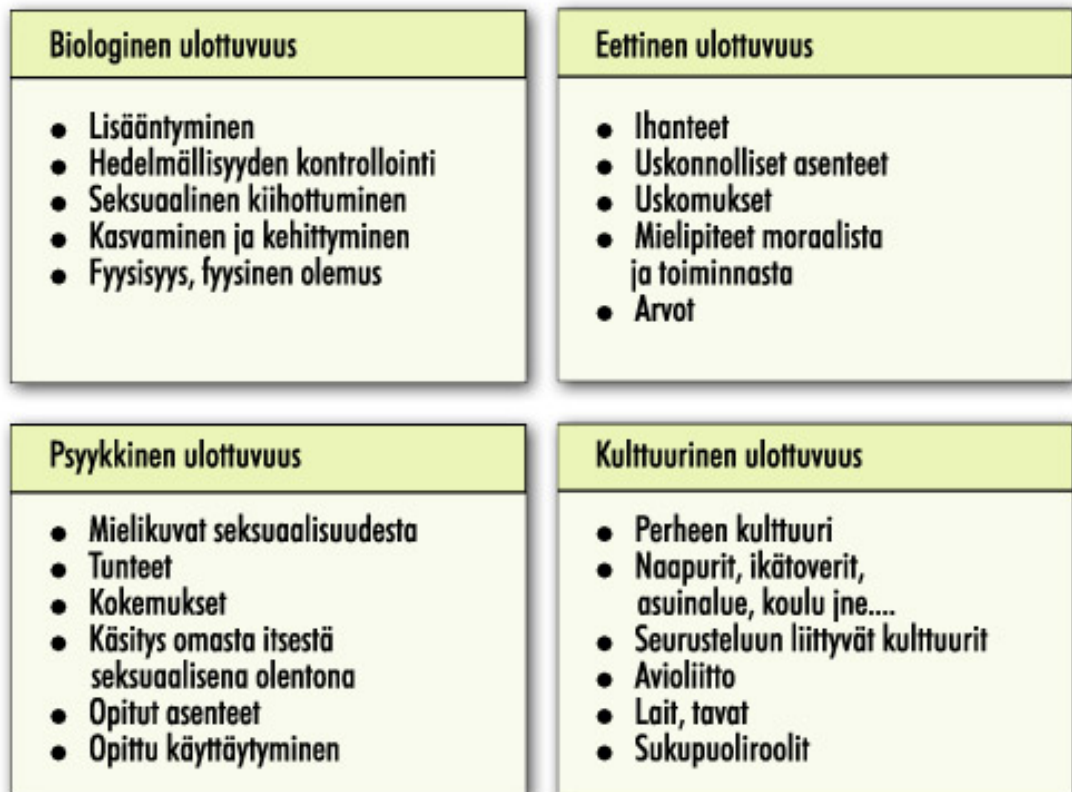 Biologinen ulottuvuus
● Lisääntyminen
● Hedelmällisyyden kontrollointi
● Seksuaalinen kiihottuminen
● Kasvaminen ja kehittyminen
● Fyysisyys, fyysinen olemus
Eettinen ulottuvuus
● Ihanteet
● Uskonnolliset asenteet
● Uskomukset
● Mielipiteet moraalista
ja toiminnasta
● Arvot
Psyykkinen ulottuvuus
● Mielikuvat seksuaalisuudesta
● Tunteet
● Kokemukset
● Käsitys omasta itsestä
seksuaalisena olentona
● Opitut asenteet
● Opittu käyttäytyminen
Kulttuurinen ulottuvuus
● Perheen kulttuuri
● Naapurit, ikätoverit,
asuinalue, koulu jne....
● Seurusteluun liittyvät kulttuurit
● Avioliitto
● Lait, tavat
● Sukupuoliroolit